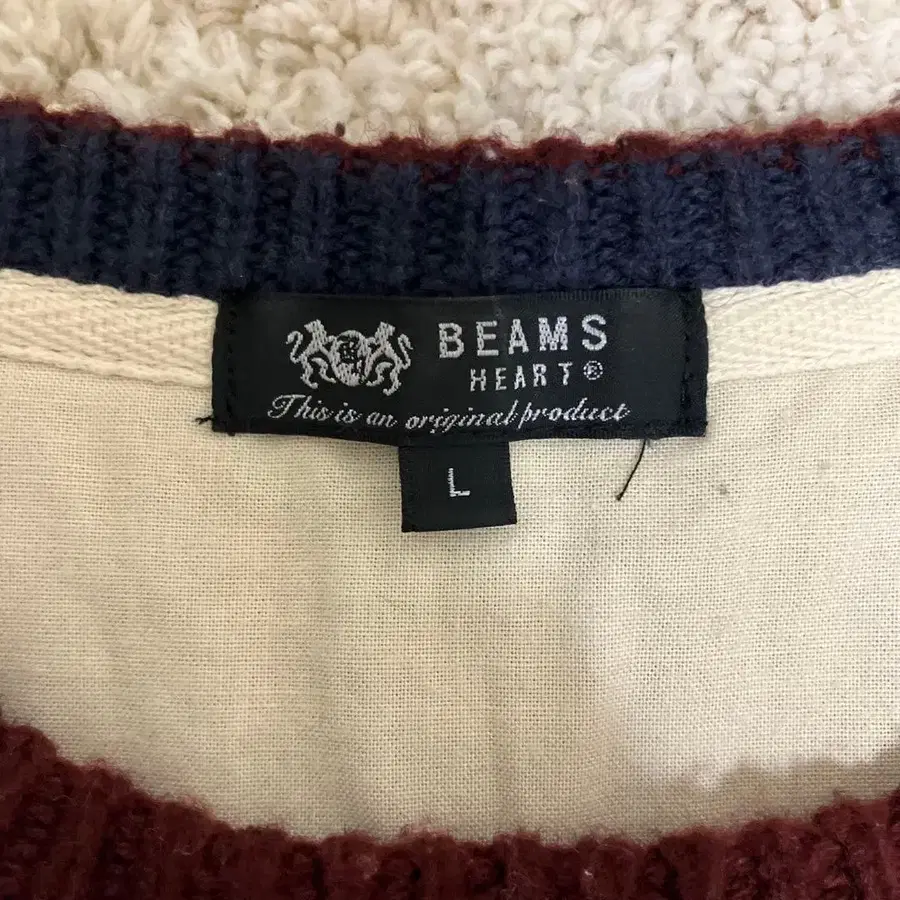 BEAMS
HEART®
This is an original product
L